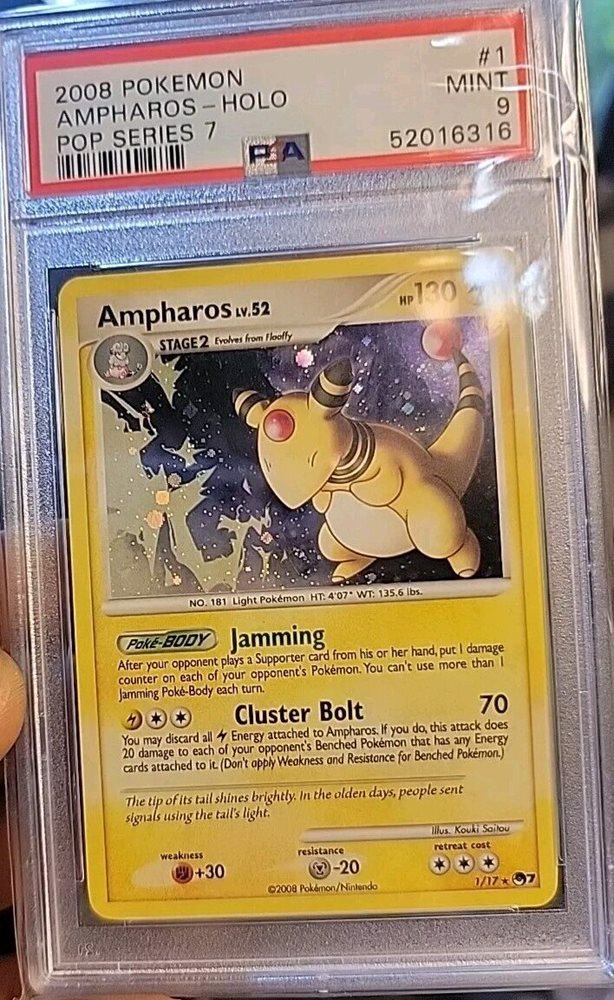 2008 POKEMON #1
AMPHAROS - HOLO MINT
POP SERIES 7 9
PSA 52016316
Ampharos LV.52 HP 130
STAGE2 Evolves from Flaaffy
NO. 181 Light Pokémon HT: 4'07" WT: 135.6 lbs.
Poké-BODY Jamming
After your opponent plays a Supporter card from his or her hand, put 1 damage
counter on each of your opponent's Pokémon. You can't use more than 1
Jamming Poké-Body each turn.
Cluster Bolt 70
You may discard all Energy attached to Ampharos. If you do, this attack does
20 damage to each of your opponent's Benched Pokémon that has any Energy
cards attached to it. (Don't apply Weakness and Resistance for Benched Pokémon.)
The tip of its tail shines brightly. In the olden days, people sent
signals using the tail's light.
Illus. Kouki Saitou
weakness resistance retreat cost
+30 -20
©2008 Pokémon/Nintendo 1/17 ★ 7